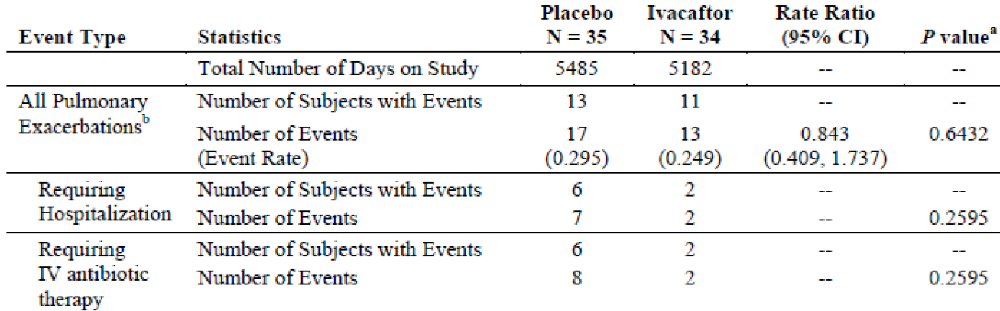 Event Type Statistics Placebo N = 35 Ivacaftor N = 34 Rate Ratio (95% CI) P valueᵃ
Total Number of Days on Study 5485 5182 -- --
All Pulmonary Exacerbationsᵇ Number of Subjects with Events 13 11 -- --
Number of Events 17 13 0.843 0.6432
(Event Rate) (0.295) (0.249) (0.409, 1.737)
Requiring Hospitalization Number of Subjects with Events 6 2 -- --
Number of Events 7 2 -- 0.2595
Requiring IV antibiotic therapy Number of Subjects with Events 6 2 -- --
Number of Events 8 2 -- 0.2595